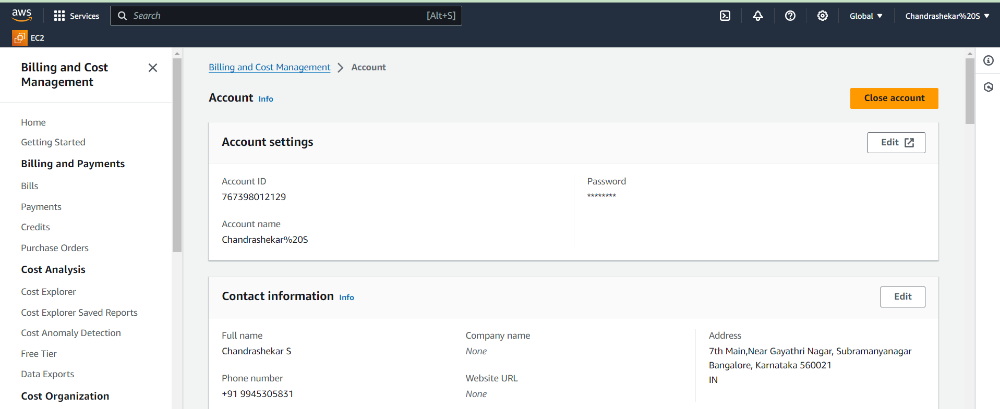 aws
Services
Search
[Alt+S]
Global
Chandrashekar%20S
EC2
Billing and Cost
Management
Home
Getting Started
Billing and Payments
Bills
Payments
Credits
Purchase Orders
Cost Analysis
Cost Explorer
Cost Explorer Saved Reports
Cost Anomaly Detection
Free Tier
Data Exports
Cost Organization
Billing and Cost Management
Account
Account Info
Close account
Account settings
Edit
Account ID
767398012129
Account name
Chandrashekar%20S
Password
********
Contact information Info
Edit
Full name
Chandrashekar S
Phone number
+91 9945305831
Company name
None
Website URL
None
Address
7th Main,Near Gayathri Nagar, Subramanyanagar
Bangalore, Karnataka 560021
IN